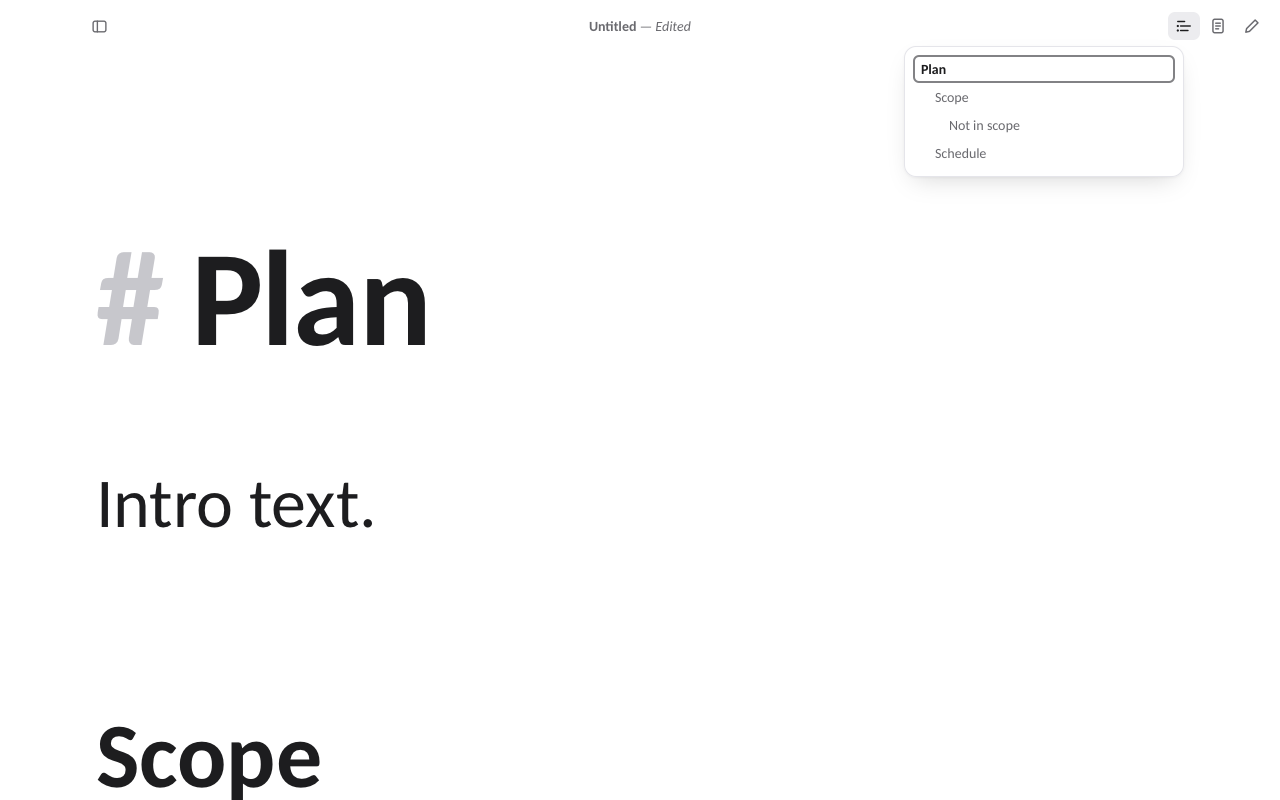 Untitled — Edited
Plan
Scope
Not in scope
Schedule
# Plan
Intro text.
Scope